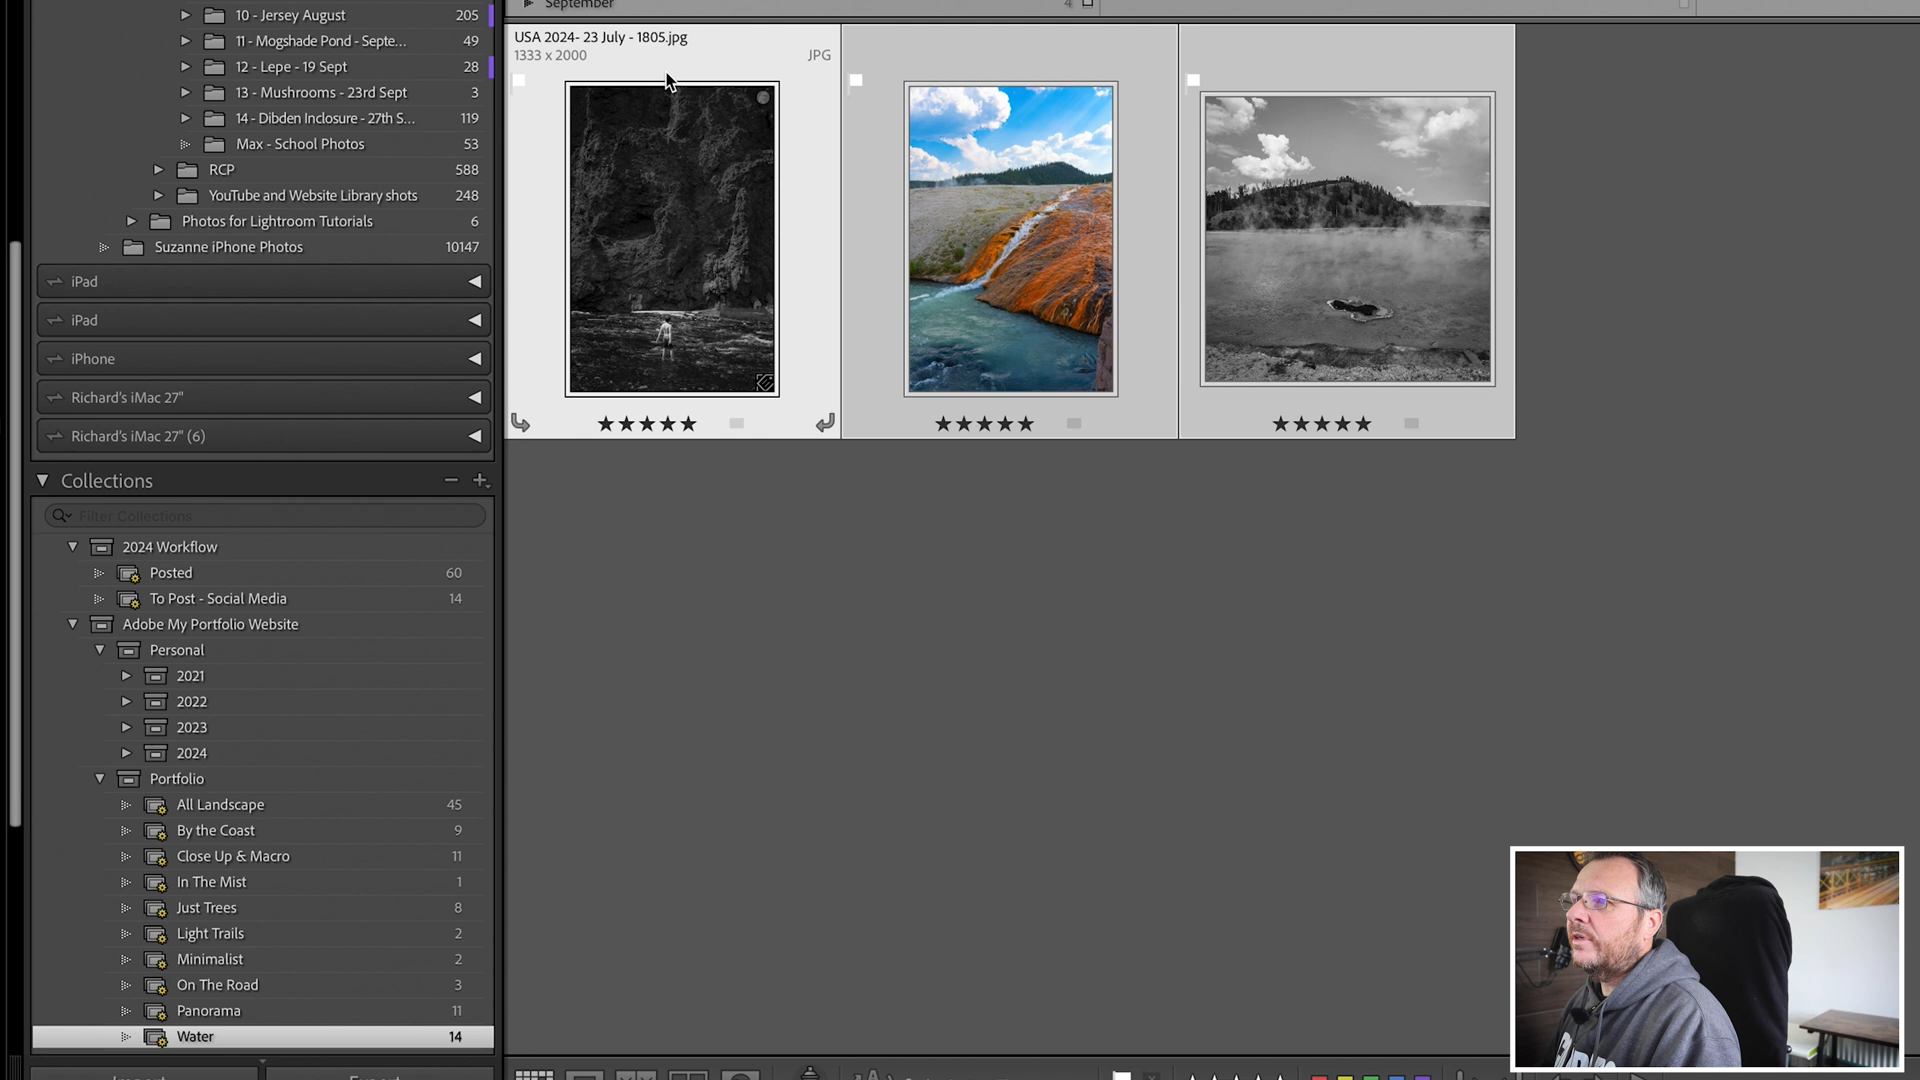 10 - Jersey August 205
11 - Mogshade Pond - Septe... 49
12 - Lepe - 19 Sept 28
13 - Mushrooms - 23rd Sept 3
14 - Dibden Inclosure - 27th S... 119
Max - School Photos 53
RCP 588
YouTube and Website Library shots 248
Photos for Lightroom Tutorials 6
Suzanne iPhone Photos 10147
iPad
iPad
iPhone
Richard's iMac 27"
Richard's iMac 27" (6)
Collections
Filter Collections
2024 Workflow
Posted 60
To Post - Social Media 14
Adobe My Portfolio Website
Personal
2021
2022
2023
2024
Portfolio
All Landscape 45
By the Coast 9
Close Up & Macro 11
In The Mist 1
Just Trees 8
Light Trails 2
Minimalist 2
On The Road 3
Panorama 11
Water 14
September 4
USA 2024- 23 July - 1805.jpg
1333 x 2000 JPG